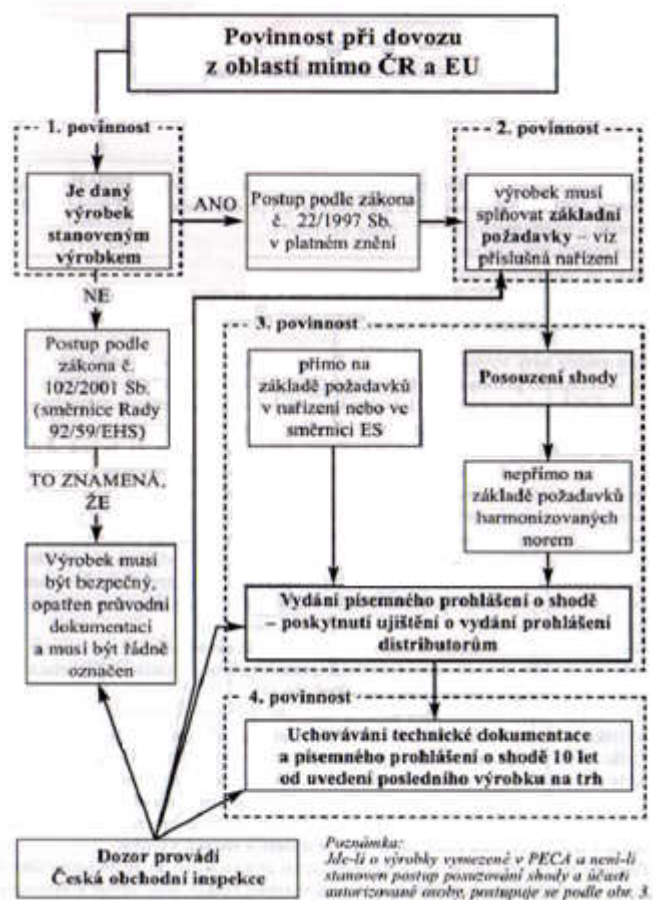 Povinnost při dovozu
z oblastí mimo ČR a EU
1. povinnost
Je daný
výrobek
stanoveným
výrobkem
ANO
Postup podle zákona
č. 22/1997 Sb.
v platném znění
2. povinnost
výrobek musí
splňovat základní
požadavky – viz
příslušná nařízení
NE
Postup podle
zákona č.
102/2001 Sb.
(směrnice Rady
92/59/EHS)
TO ZNAMENÁ,
ŽE
Výrobek musí
být bezpečný,
opatřen průvodní
dokumentací
a musí být řádně
označen
3. povinnost
přímo na
základě požadavků
v nařízení nebo ve
směrnici ES
Posouzení shody
nepřímo na
základě požadavků
harmonizovaných
norem
Vydání písemného prohlášení o shodě
– poskytnutí ujištění o vydání prohlášení
distributorům
4. povinnost
Uchovávání technické dokumentace
a písemného prohlášení o shodě 10 let
od uvedení posledního výrobku na trh
Dozor provádí
Česká obchodní inspekce
Poznámka:
Jde-li o výrobky vymezené v PECA a není-li
stanoven postup posuzování shody a účasti
autorizované osoby, postupuje se podle obr. 3.